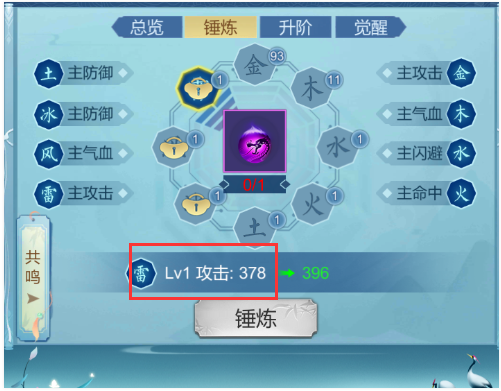 总览 锤炼 升阶 觉醒
金 93
1 木 11
土 主防御 主攻击 金
冰 主防御 主气血 木
风 主气血 1 水 1 主闪避 水
0/1
雷 主攻击 1 火 1 主命中 火
土 1
共鸣
雷 Lv1 攻击: 378 396
锤炼